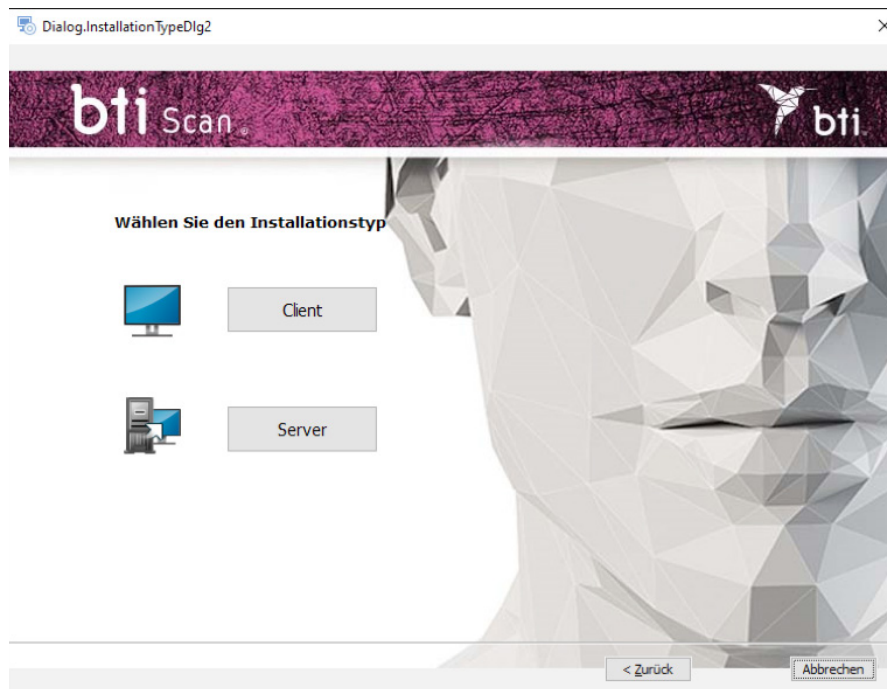 Dialog.InstallationTypeDlg2
bti Scan®
bti
Wählen Sie den Installationstyp
Client
Server
< Zurück
Abbrechen